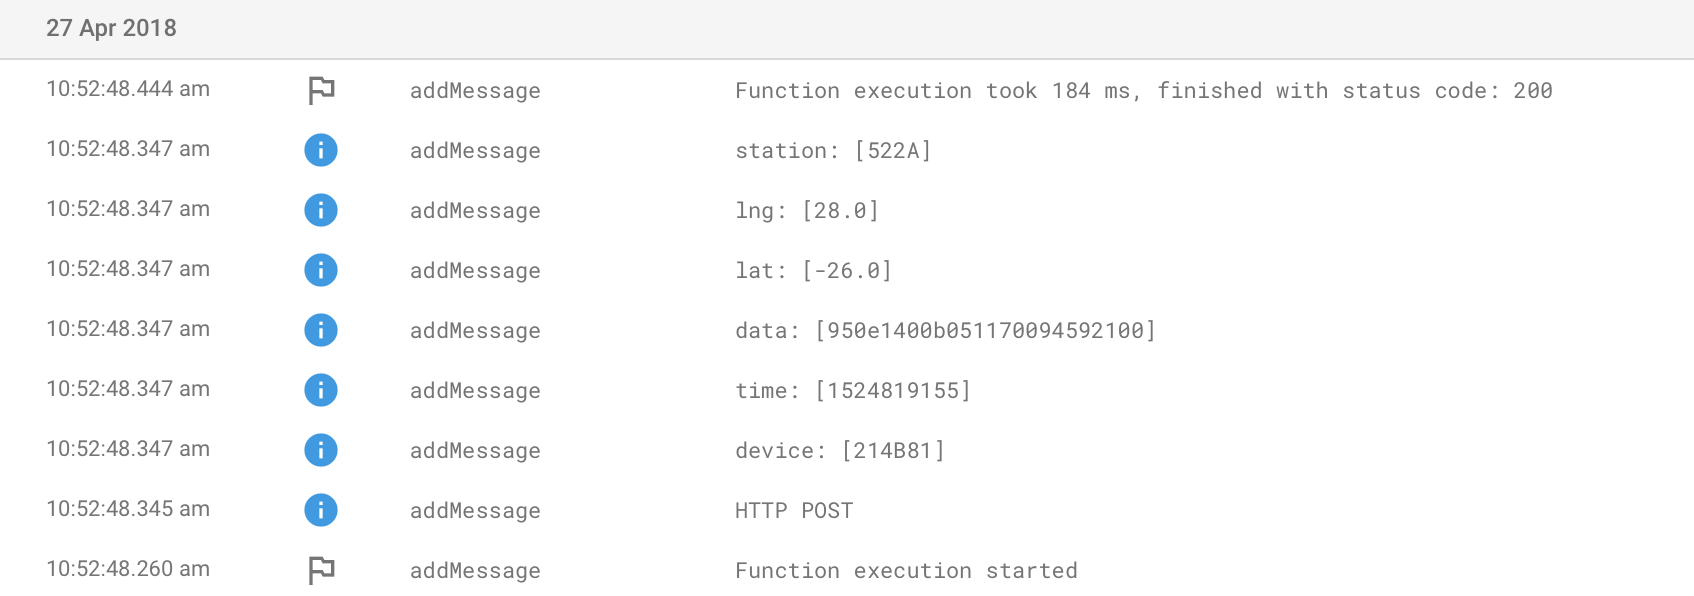 27 Apr 2018
10:52:48.444 am addMessage Function execution took 184 ms, finished with status code: 200
10:52:48.347 am addMessage station: [522A]
10:52:48.347 am addMessage lng: [28.0]
10:52:48.347 am addMessage lat: [-26.0]
10:52:48.347 am addMessage data: [950e1400b051170094592100]
10:52:48.347 am addMessage time: [1524819155]
10:52:48.347 am addMessage device: [214B81]
10:52:48.345 am addMessage HTTP POST
10:52:48.260 am addMessage Function execution started